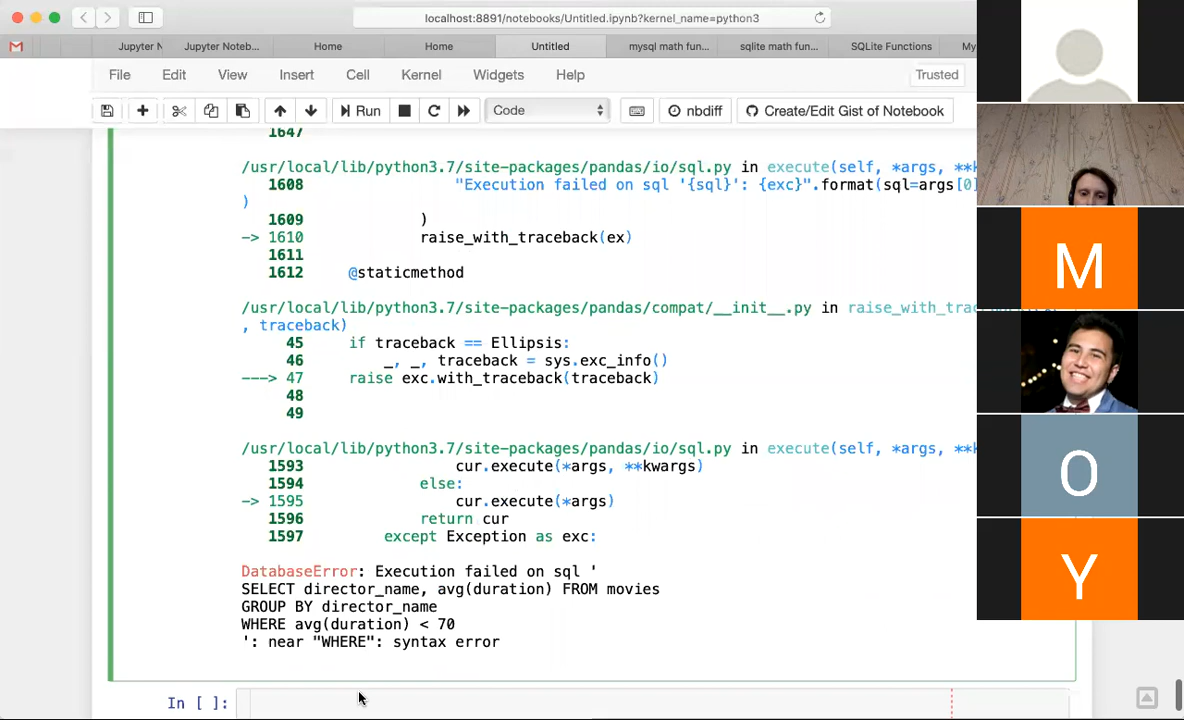 localhost:8891/notebooks/Untitled.ipynb?kernel_name=python3
Jupyter N
Jupyter Noteb...
Home
Home
Untitled
mysql math fun...
sqlite math fun...
SQLite Functions
My
File Edit View Insert Cell Kernel Widgets Help
Trusted
Run
Code
nbdiff
Create/Edit Gist of Notebook
1647
/usr/local/lib/python3.7/site-packages/pandas/io/sql.py in execute(self, *args, **k
1608 "Execution failed on sql '{sql}': {exc}".format(sql=args[0]
)
1609 )
-> 1610 raise_with_traceback(ex)
1611
1612 @staticmethod
/usr/local/lib/python3.7/site-packages/pandas/compat/__init__.py in raise_with_trac
, traceback)
45 if traceback == Ellipsis:
46 _, _, traceback = sys.exc_info()
---> 47 raise exc.with_traceback(traceback)
48
49
/usr/local/lib/python3.7/site-packages/pandas/io/sql.py in execute(self, *args, **k
1593 cur.execute(*args, **kwargs)
1594 else:
-> 1595 cur.execute(*args)
1596 return cur
1597 except Exception as exc:
DatabaseError: Execution failed on sql '
SELECT director_name, avg(duration) FROM movies
GROUP BY director_name
WHERE avg(duration) < 70
': near "WHERE": syntax error
In [ ]:
M
O
Y